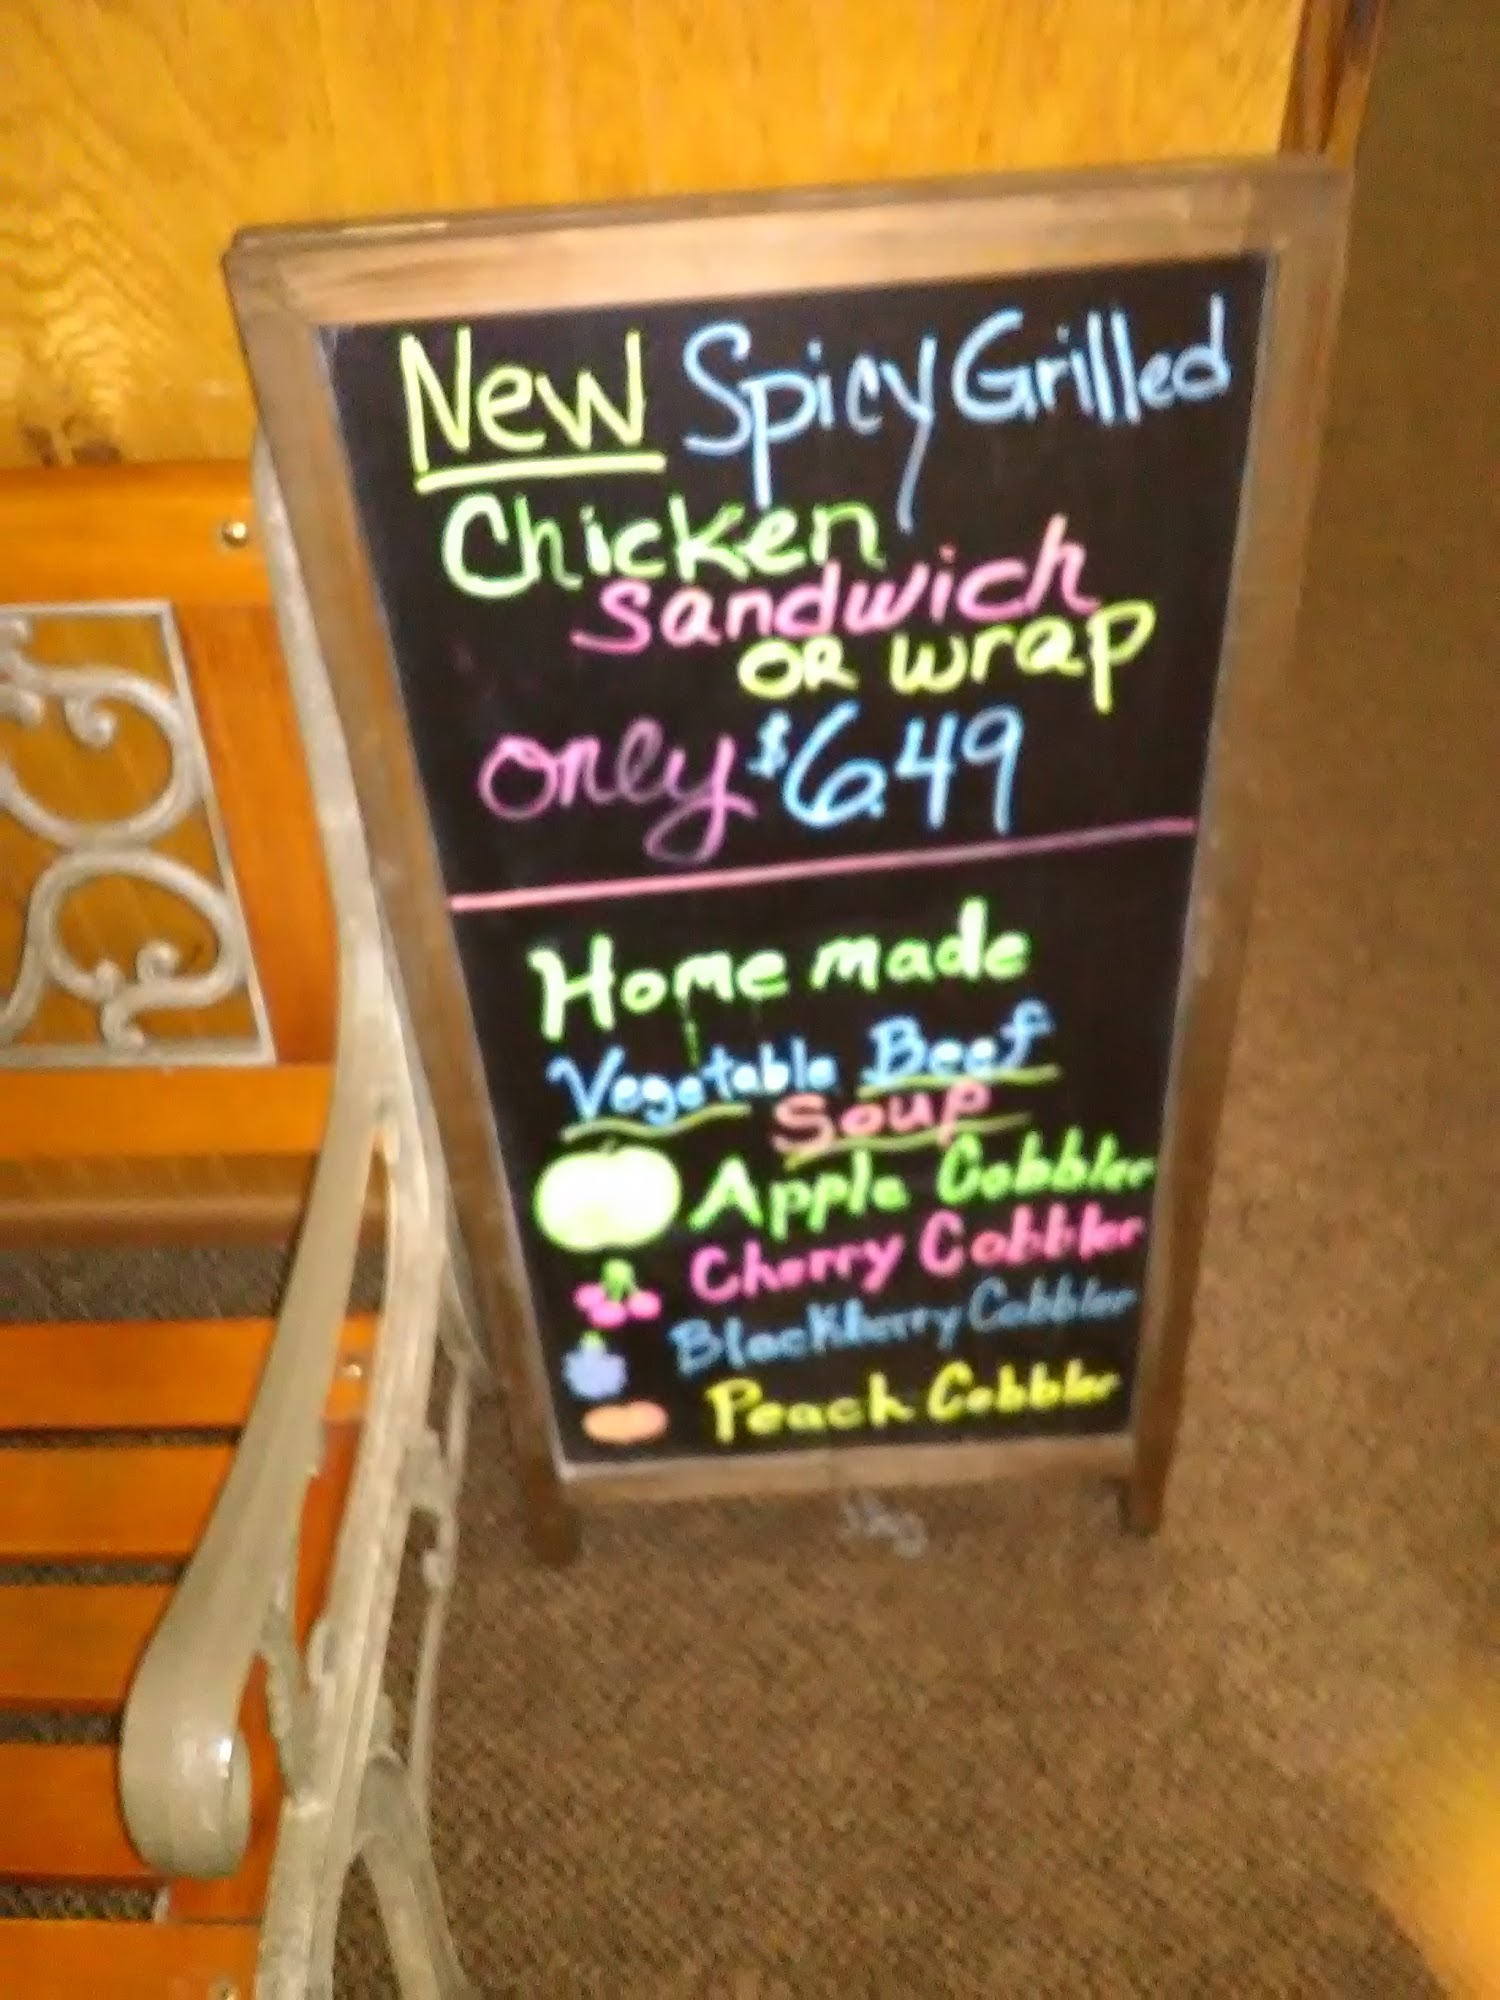 New Spicy Grilled
Chicken
Sandwich
OR wrap
only $6.49
Home made
Vegetable Beef
Soup
Apple Cobbler
Cherry Cobbler
Blackberry Cobbler
Peach Cobbler